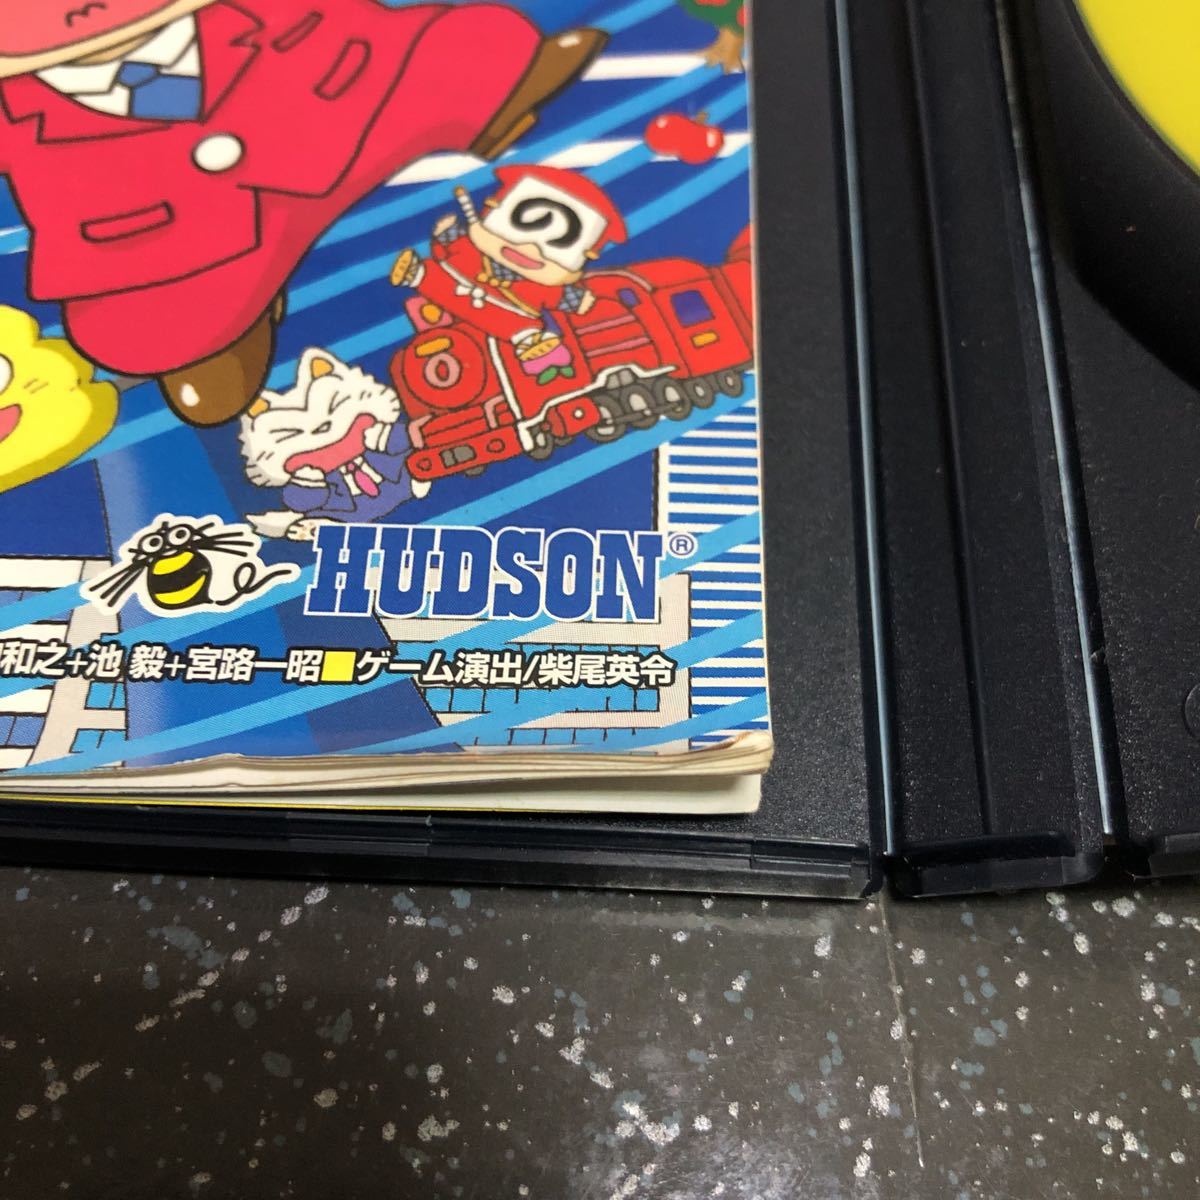 の
HUDSON®
和之+池 毅+宮路一昭■ゲーム演出/柴尾英令